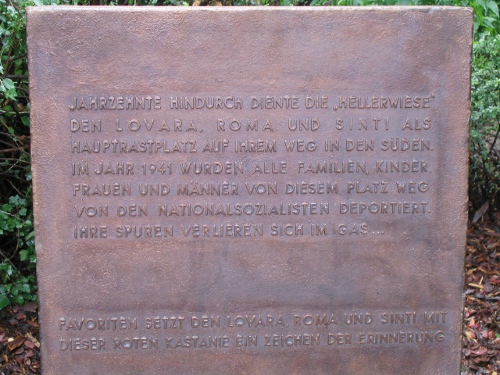 JAHRZEHNTE HINDURCH DIENTE DIE „HELLERWIESE"
DEN LOVARA, ROMA UND SINTI ALS
HAUPTRASTPLATZ AUF IHREM WEG IN DEN SÜDEN.
IM JAHR 1941 WURDEN ALLE FAMILIEN, KINDER,
FRAUEN UND MÄNNER VON DIESEM PLATZ WEG
VON DEN NATIONALSOZIALISTEN DEPORTIERT.
IHRE SPUREN VERLIEREN SICH IM GAS ...
FAVORITEN SETZT DEN LOVARA, ROMA UND SINTI MIT
DIESER ROTEN KASTANIE EIN ZEICHEN DER ERINNERUNG